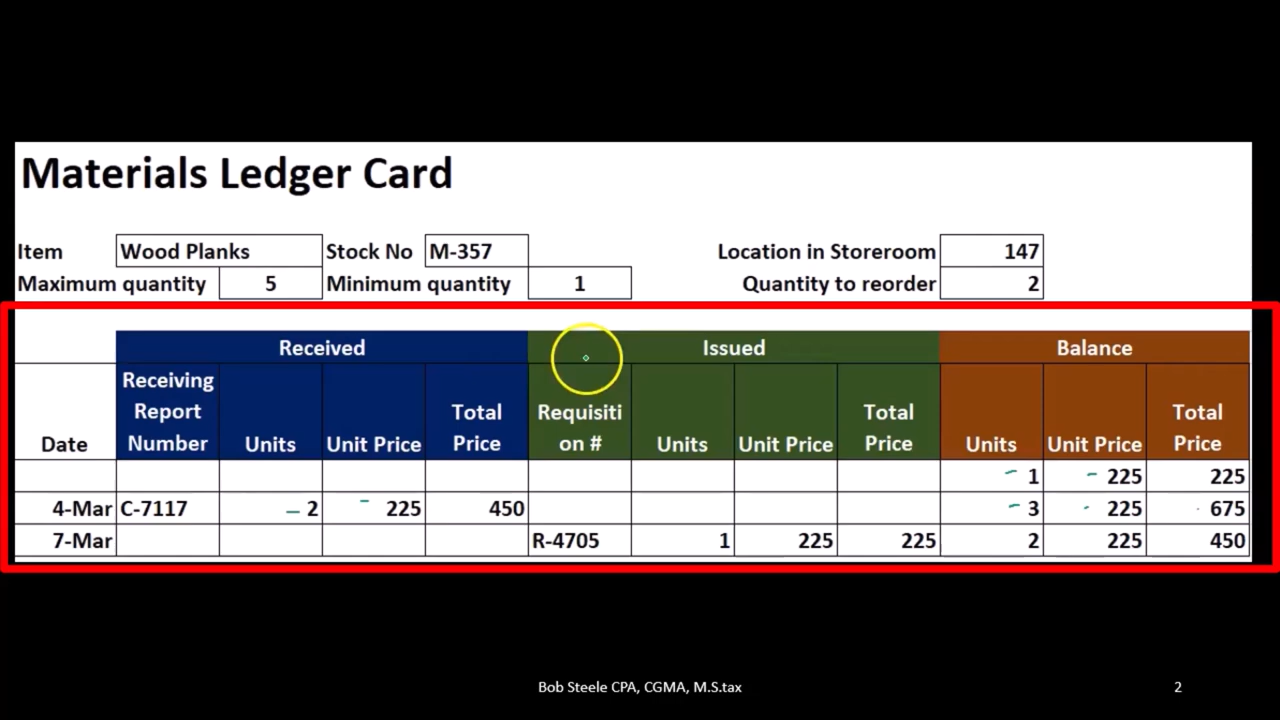 Materials Ledger Card
Item Wood Planks Stock No M-357 Location in Storeroom 147
Maximum quantity 5 Minimum quantity 1 Quantity to reorder 2
Received Issued Balance
Date Receiving Report Number Units Unit Price Total Price Requisiti on # Units Unit Price Total Price Units Unit Price Total Price
1 225 225
4-Mar C-7117 2 225 450 3 225 675
7-Mar R-4705 1 225 225 2 225 450
Bob Steele CPA, CGMA, M.S.tax 2